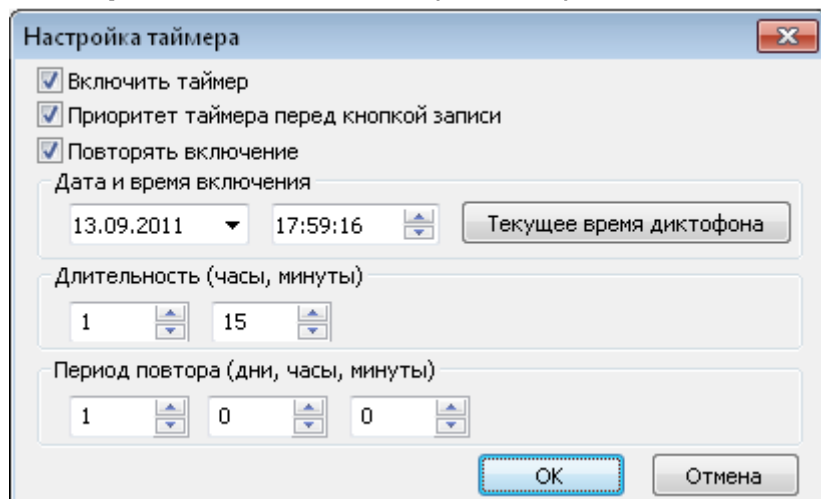 Настройка таймера
Включить таймер
Приоритет таймера перед кнопкой записи
Повторять включение
Дата и время включения
13.09.2011 17:59:16 Текущее время диктофона
Длительность (часы, минуты)
1 15
Период повтора (дни, часы, минуты)
1 0 0
OK Отмена